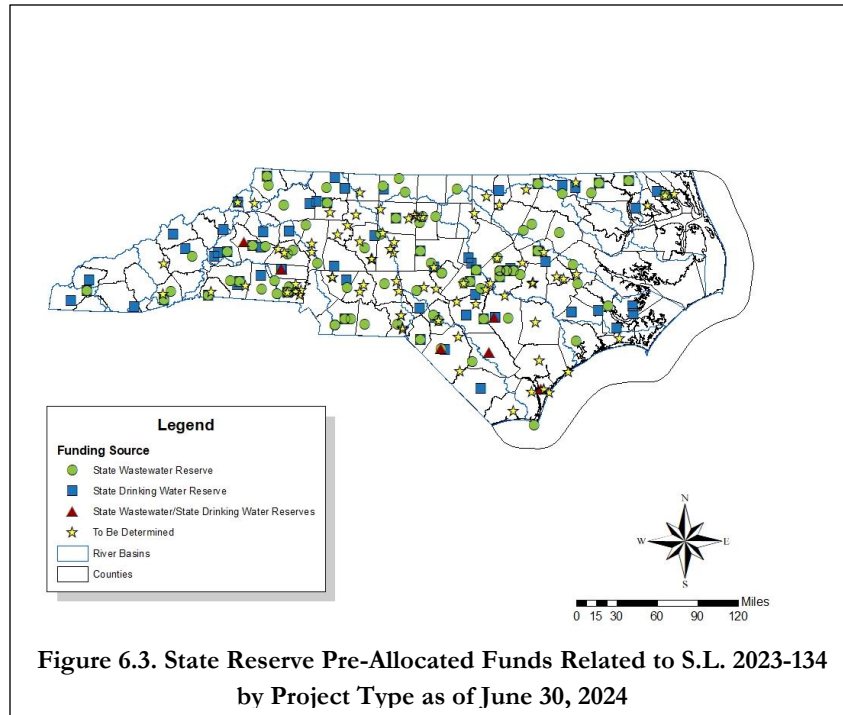 Legend
Funding Source
State Wastewater Reserve
State Drinking Water Reserve
State Wastewater/State Drinking Water Reserves
To Be Determined
River Basins
Counties
N
W E
S
Miles
0 15 30 60 90 120
Figure 6.3. State Reserve Pre-Allocated Funds Related to S.L. 2023-134
by Project Type as of June 30, 2024